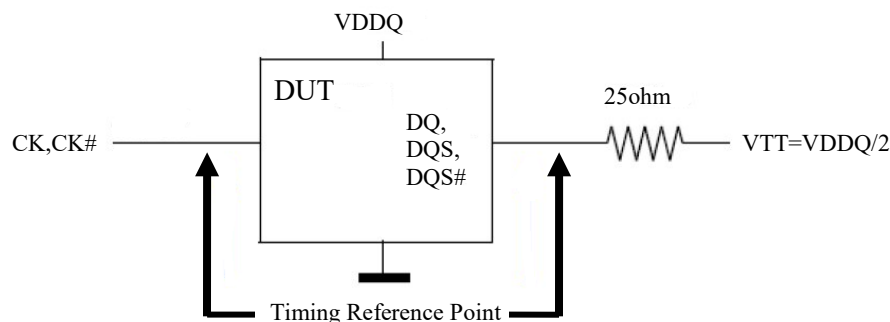 VDDQ
DUT
25ohm
DQ,
CK,CK#
DQS,
VTT=VDDQ/2
DQS#
Timing Reference Point